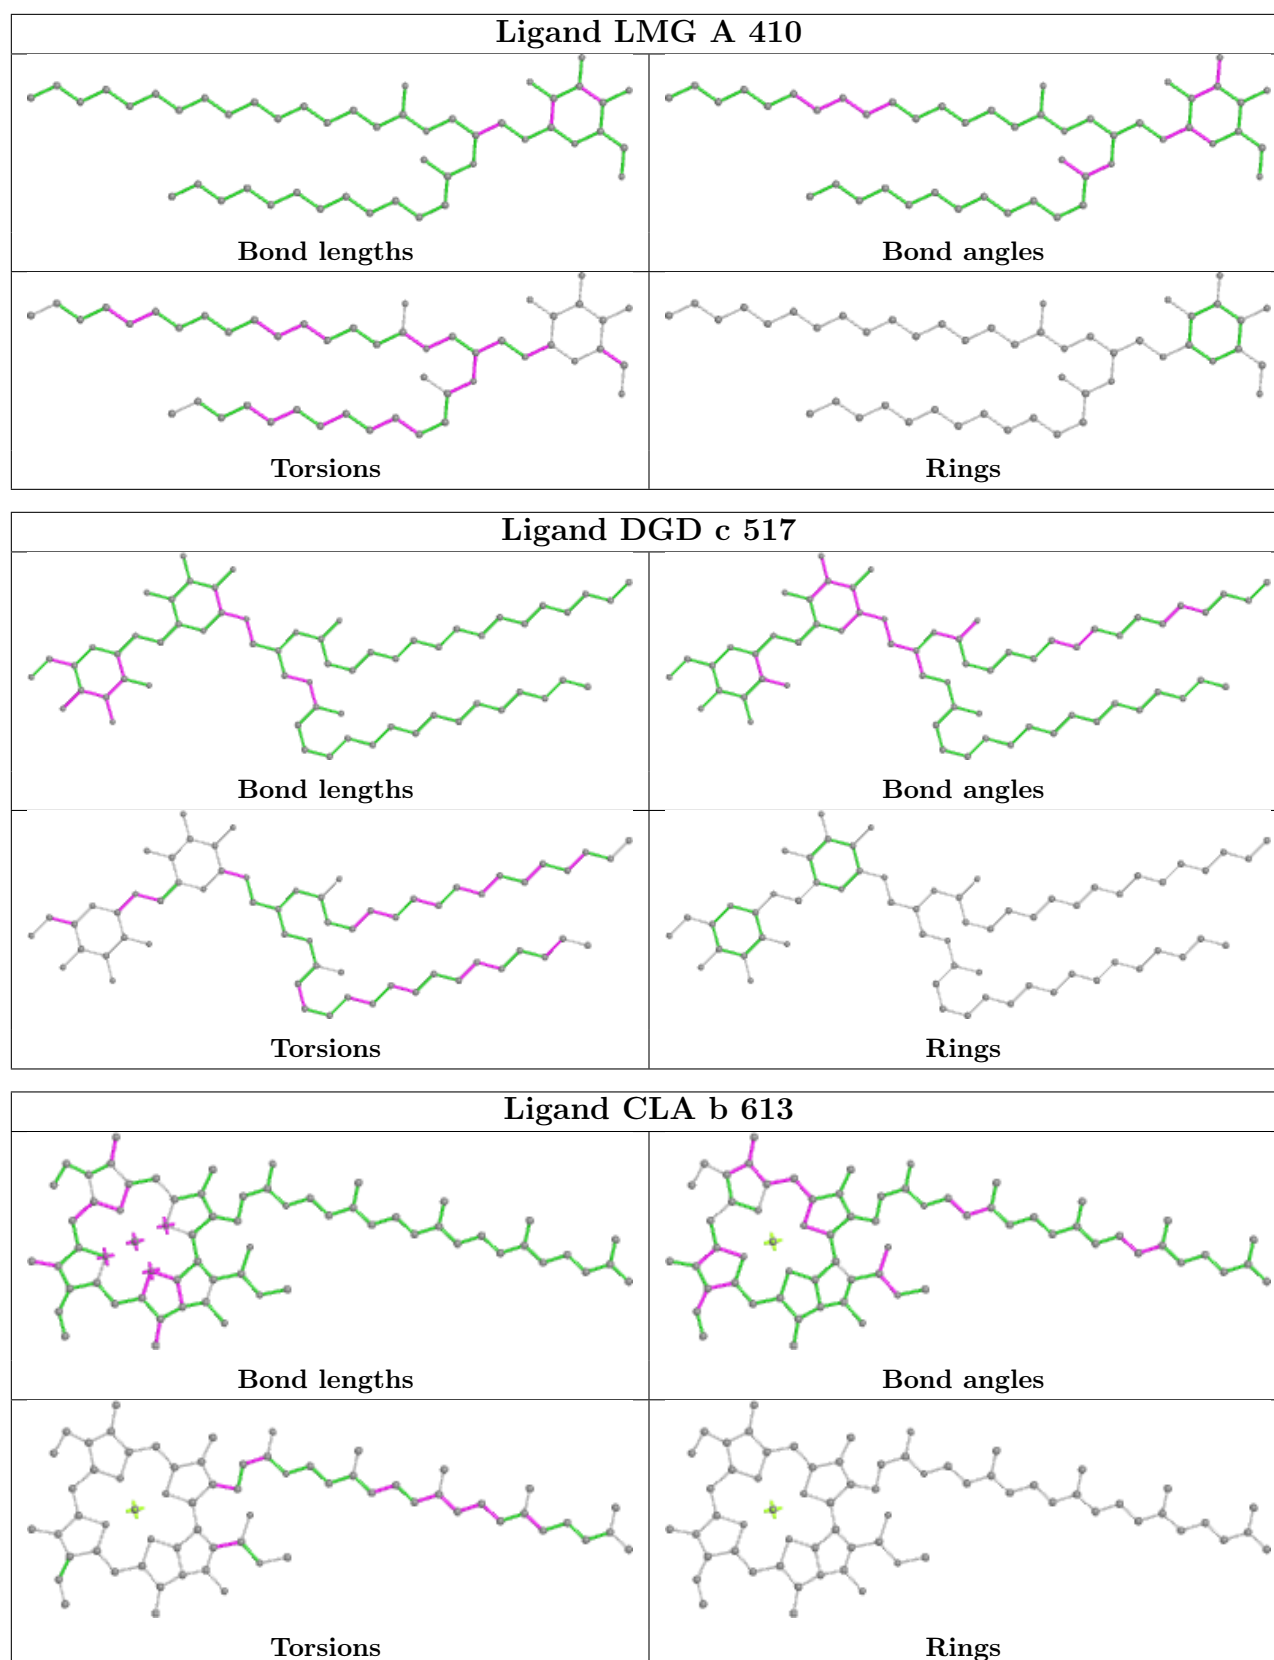 Ligand LMG A 410
Bond lengths
Bond angles
Torsions
Rings
Ligand DGD c 517
Bond lengths
Bond angles
Torsions
Rings
Ligand CLA b 613
Bond lengths
Bond angles
Torsions
Rings